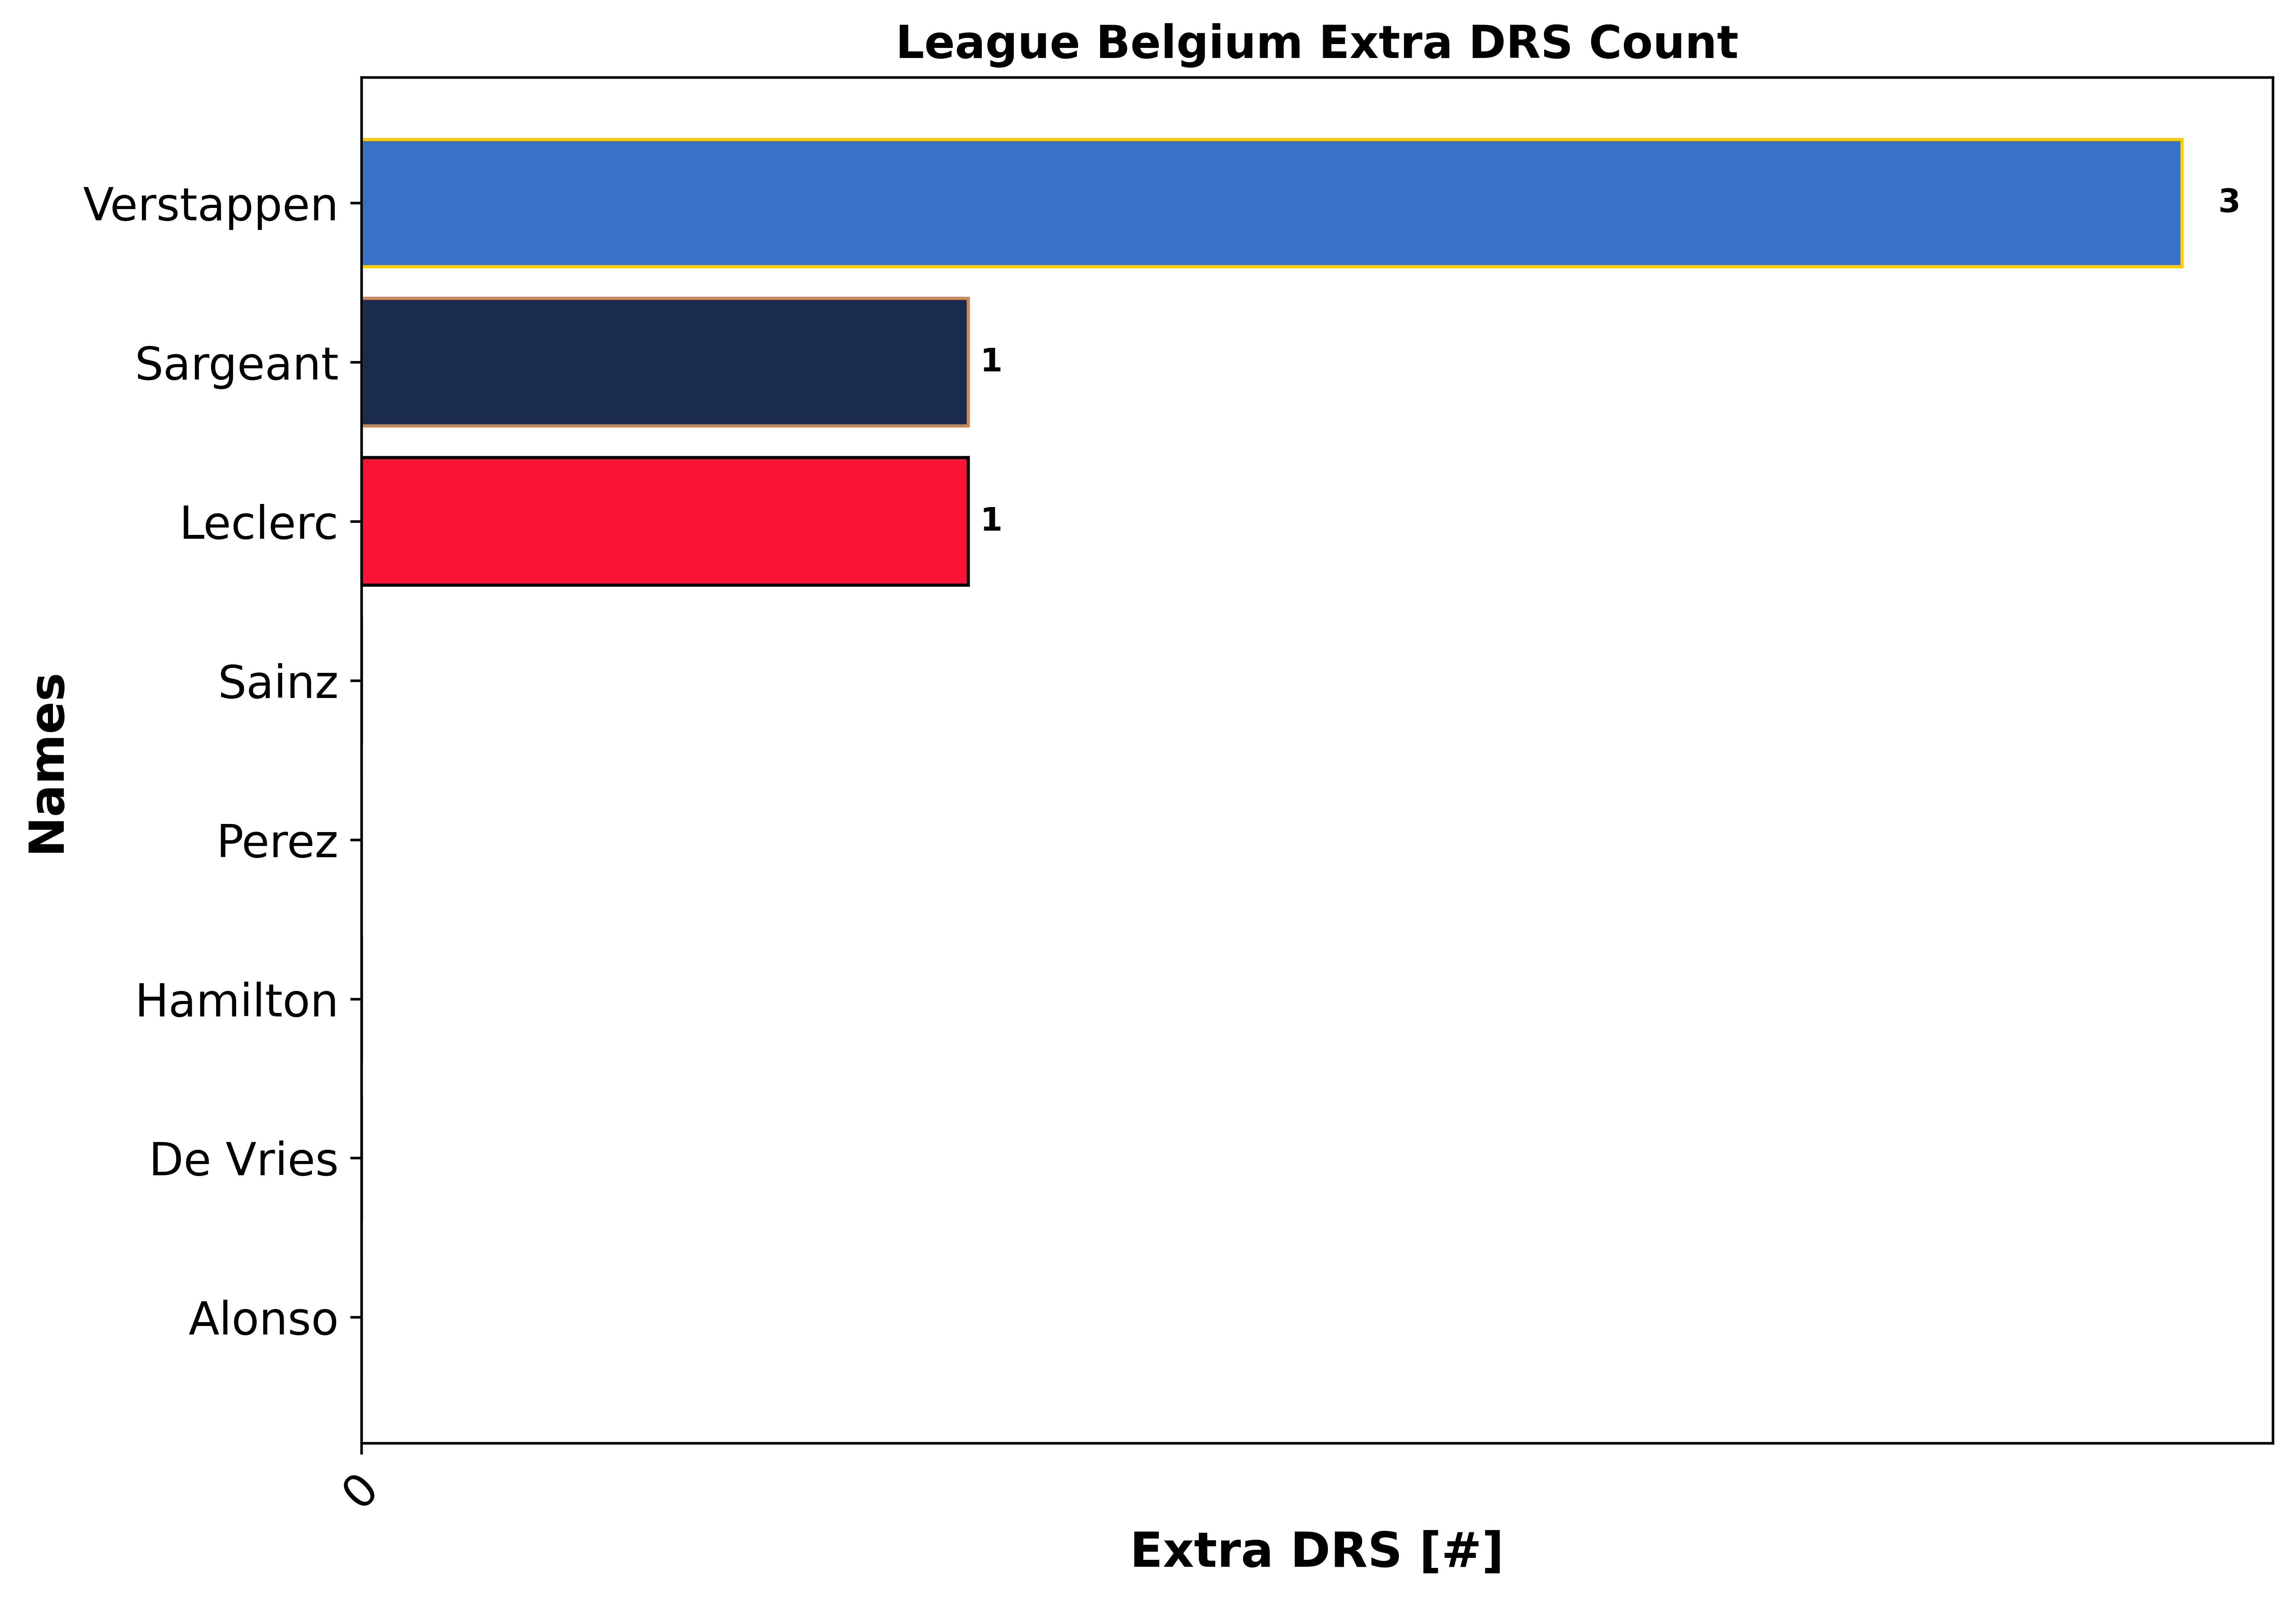 League Belgium Extra DRS Count
Verstappen
3
Sargeant
1
Leclerc
1
Sainz
Perez
Hamilton
De Vries
Alonso
Names
0
Extra DRS [#]